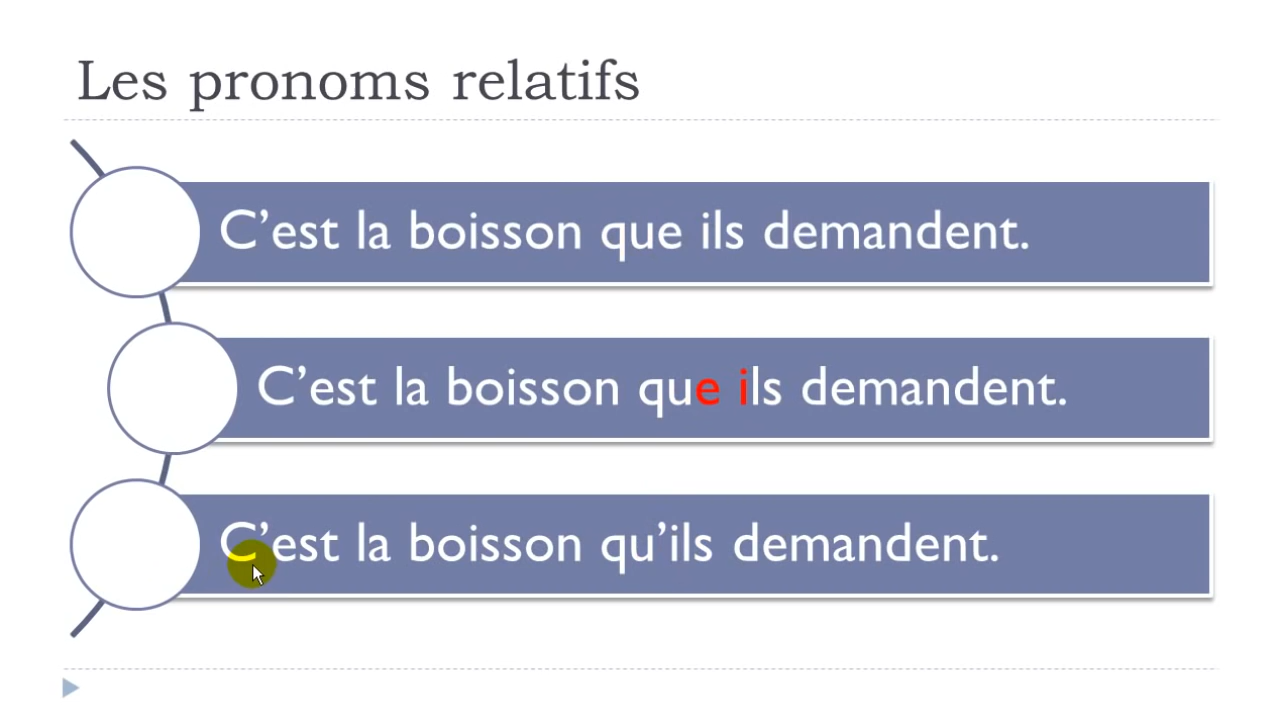 Les pronoms relatifs
C’est la boisson que ils demandent.
C’est la boisson que ils demandent.
C’est la boisson qu’ils demandent.